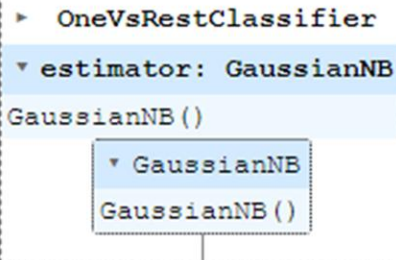 OneVsRestClassifier
estimator: GaussianNB
GaussianNB()
GaussianNB
GaussianNB()